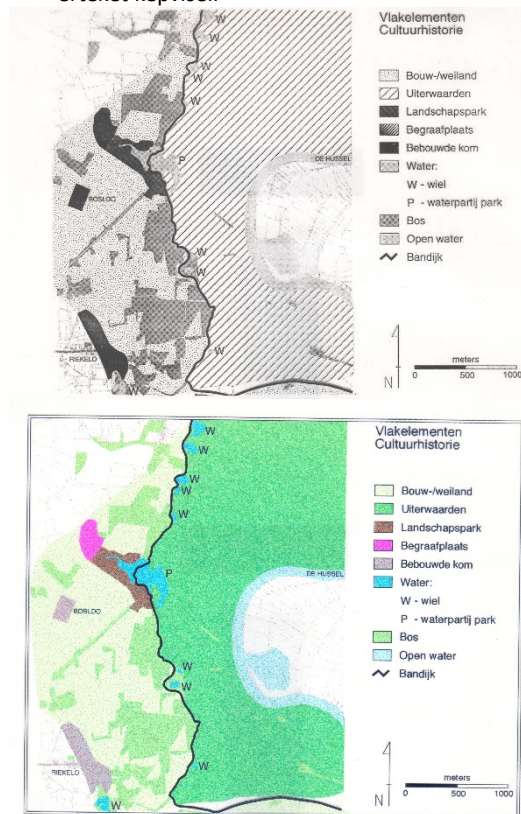 Vlakelementen
Cultuurhistorie
Bouw-/weiland
Uiterwaarden
Landschapspark
Begraafplaats
Bebouwde kom
Water:
W - wiel
P - waterpartij park
Bos
Open water
Bandijk
W
W
W
W
W
P
DE HUSSEL
BOSLOO
W
W
W
RIEKELO
W
N
meters
0 500 1000
Vlakelementen
Cultuurhistorie
Bouw-/weiland
Uiterwaarden
Landschapspark
Begraafplaats
Bebouwde kom
Water:
W - wiel
P - waterpartij park
Bos
Open water
Bandijk
W
W
W
W
W
P
DE HUSSEL
BOSLOO
W
W
W
RIEKELO
W
N
meters
0 500 1000